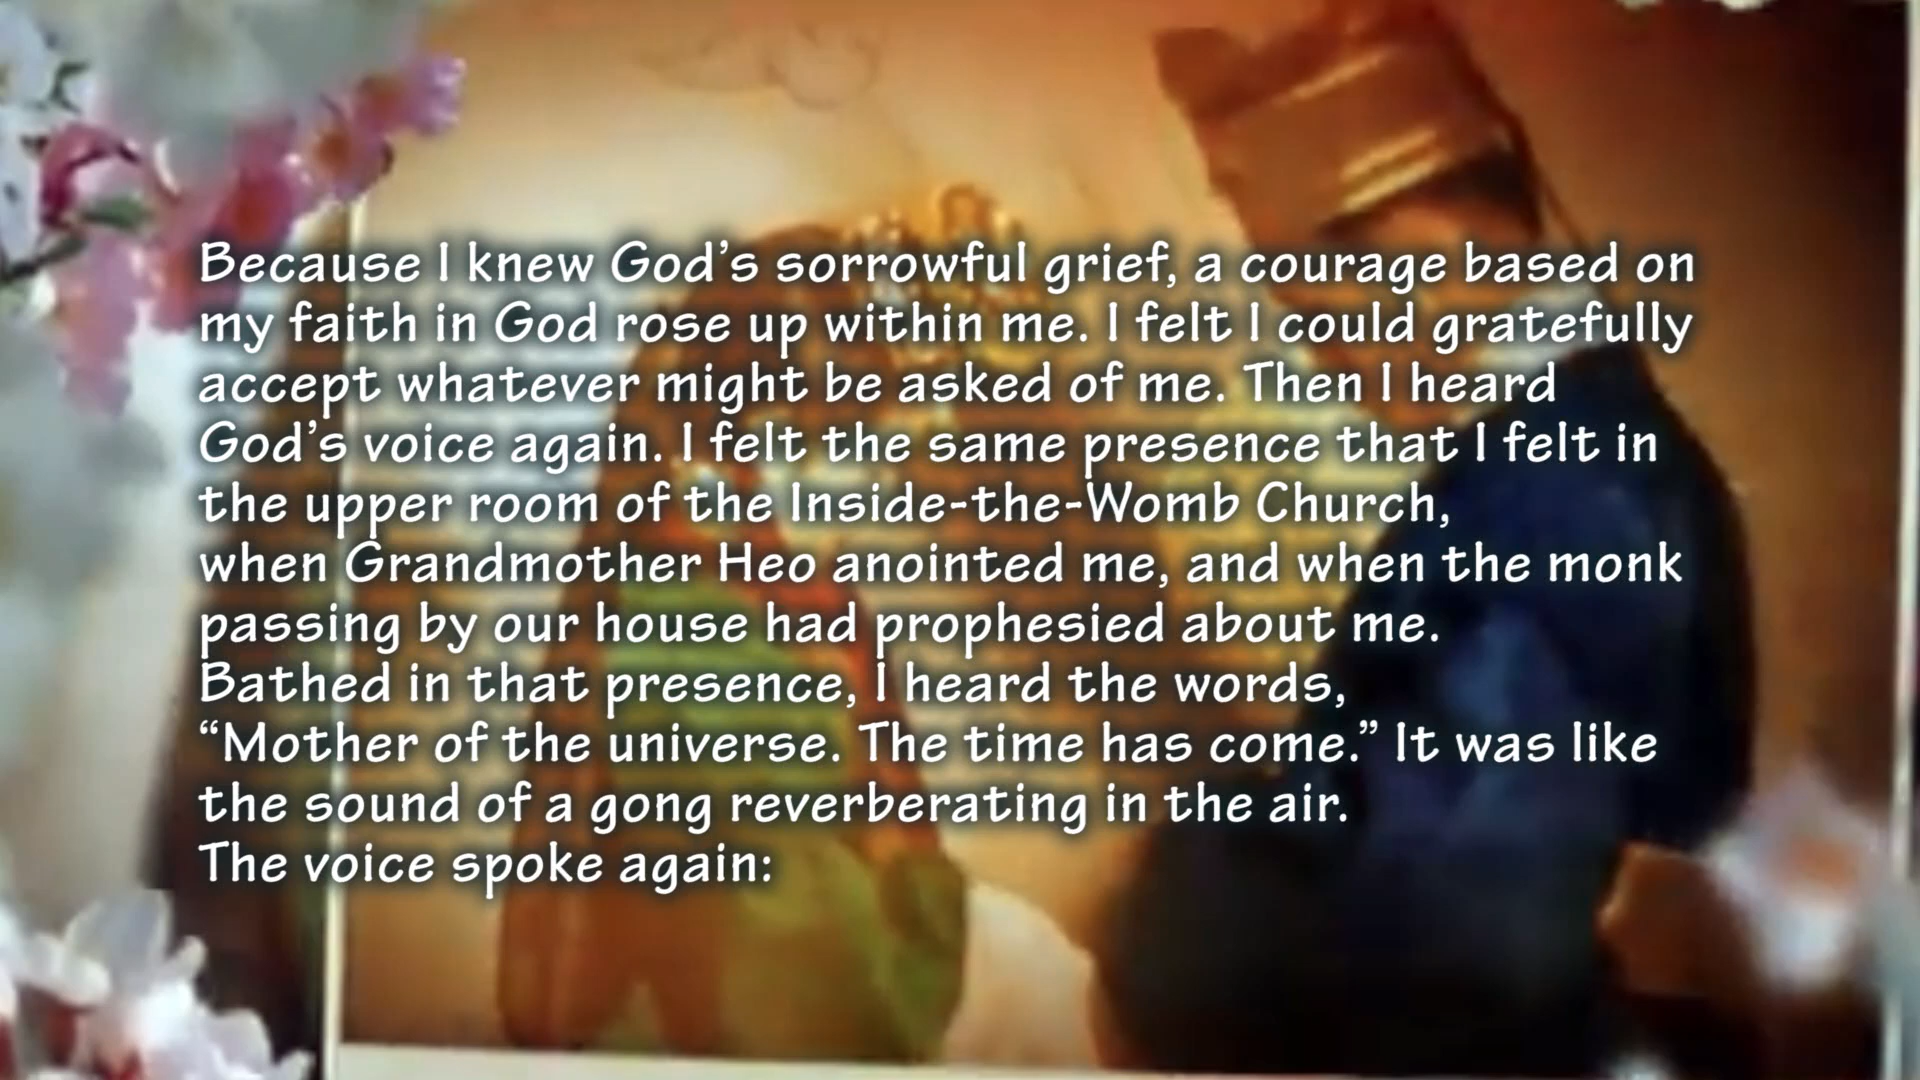 Because I knew God’s sorrowful grief, a courage based on
my faith in God rose up within me. I felt I could gratefully
accept whatever might be asked of me. Then I heard
God’s voice again. I felt the same presence that I felt in
the upper room of the Inside-the-Womb Church,
when Grandmother Heo anointed me, and when the monk
passing by our house had prophesied about me.
Bathed in that presence, I heard the words,
“Mother of the universe. The time has come.” It was like
the sound of a gong reverberating in the air.
The voice spoke again: